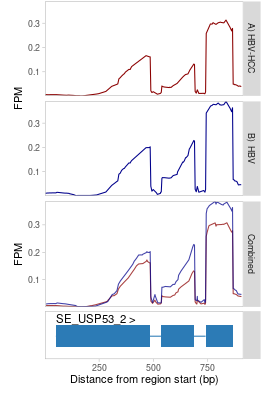 A) HBV-HCC
0.3
0.2
0.1
FPM
B) HBV
0.3
0.2
0.1
Combined
0.3
0.2
0.1
FPM
SE_USP53_2 >
250
500
750
Distance from region start (bp)